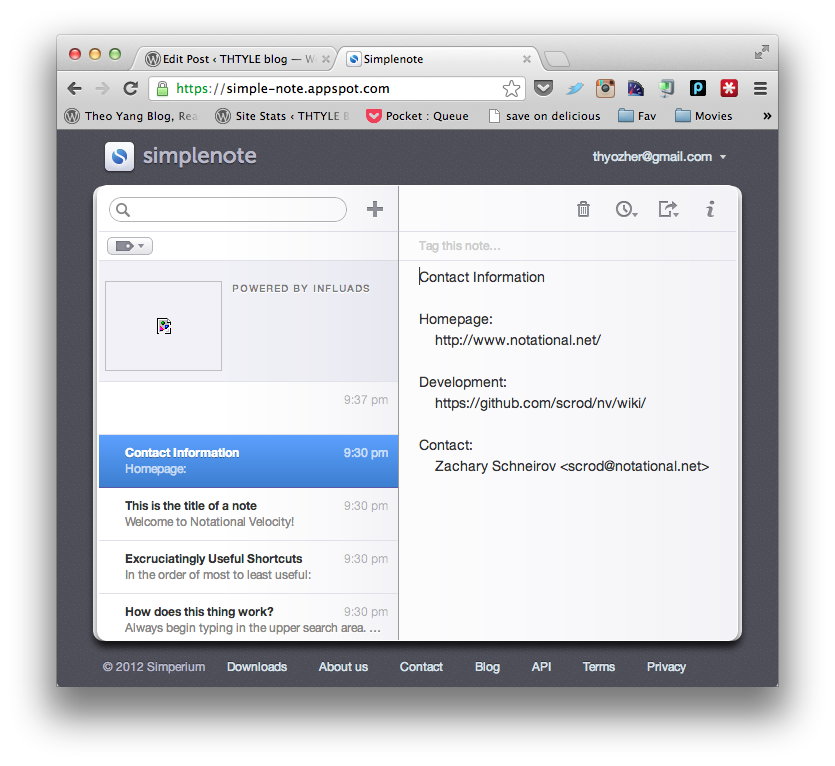 Edit Post ‹ THTYLE blog — W
Simplenote
https://simple-note.appspot.com
Theo Yang Blog, Rea
Site Stats ‹ THTYLE B
Pocket : Queue
save on delicious
Fav
Movies
»
simplenote
thyozher@gmail.com
Tag this note...
POWERED BY INFLUADS
9:37 pm
Contact Information 9:30 pm
Homepage:
This is the title of a note 9:30 pm
Welcome to Notational Velocity!
Excruciatingly Useful Shortcuts 9:30 pm
In the order of most to least useful:
How does this thing work? 9:30 pm
Always begin typing in the upper search area. ...
Contact Information
Homepage:
http://www.notational.net/
Development:
https://github.com/scrod/nv/wiki/
Contact:
Zachary Schneirov <scrod@notational.net>
© 2012 Simperium Downloads About us Contact Blog API Terms Privacy